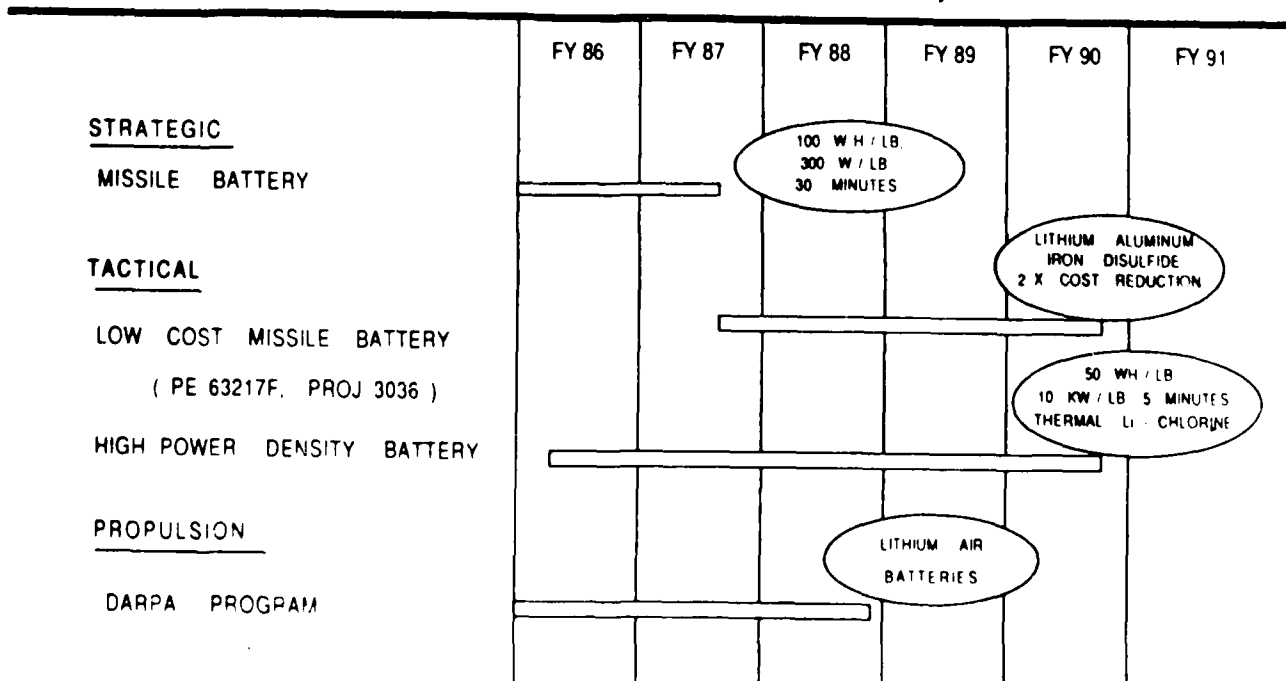 FY 86 FY 87 FY 88 FY 89 FY 90 FY 91
STRATEGIC
MISSILE BATTERY
100 WH / LB,
300 W / LB
30 MINUTES
TACTICAL
LITHIUM ALUMINUM
IRON DISULFIDE
2 X COST REDUCTION
LOW COST MISSILE BATTERY
( PE 63217F, PROJ 3036 )
50 WH / LB
10 KW / LB 5 MINUTES
THERMAL Li - CHLORINE
HIGH POWER DENSITY BATTERY
PROPULSION
LITHIUM AIR
BATTERIES
DARPA PROGRAM